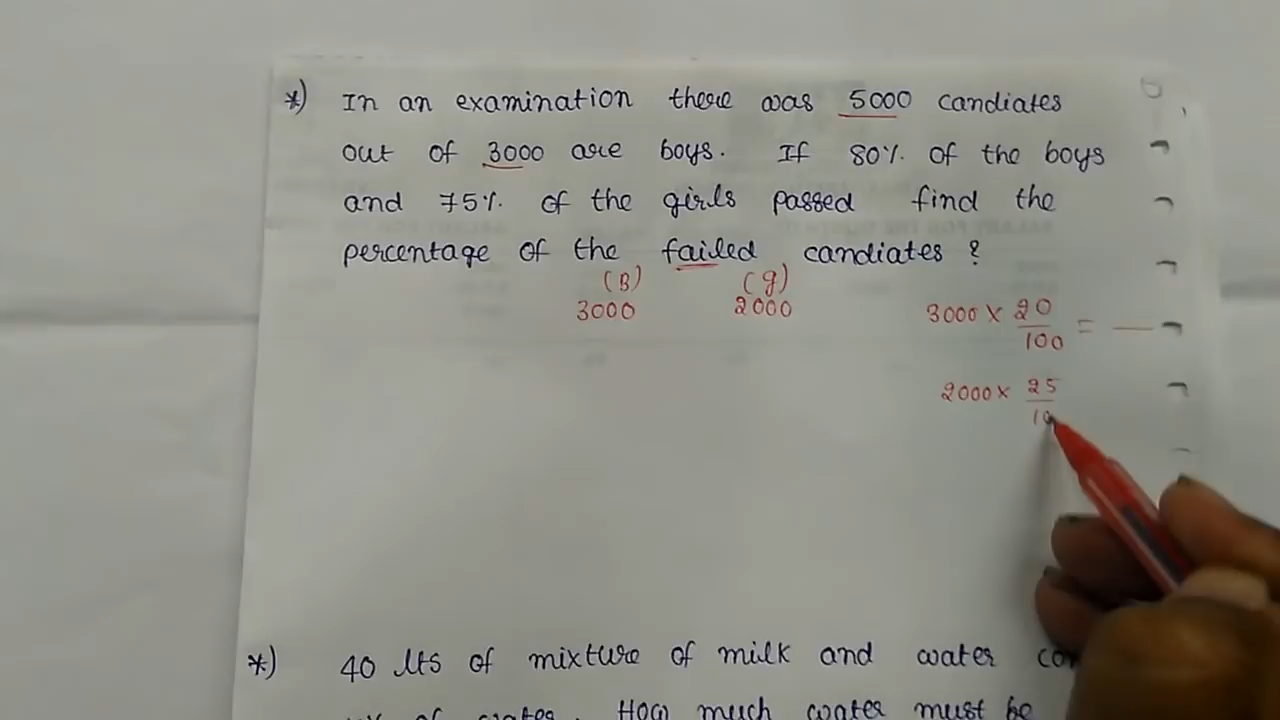 *) In an examination there was 5000 candiates
out of 3000 are boys. If 80%. of the boys
and 75%. of the girls passed find the
percentage of the failed candiates ?
(B) (g)
3000 2000
3000 × 20/100 = —
2000 × 25/10
*) 40 lts of mixture of milk and water
of water. How much water must be